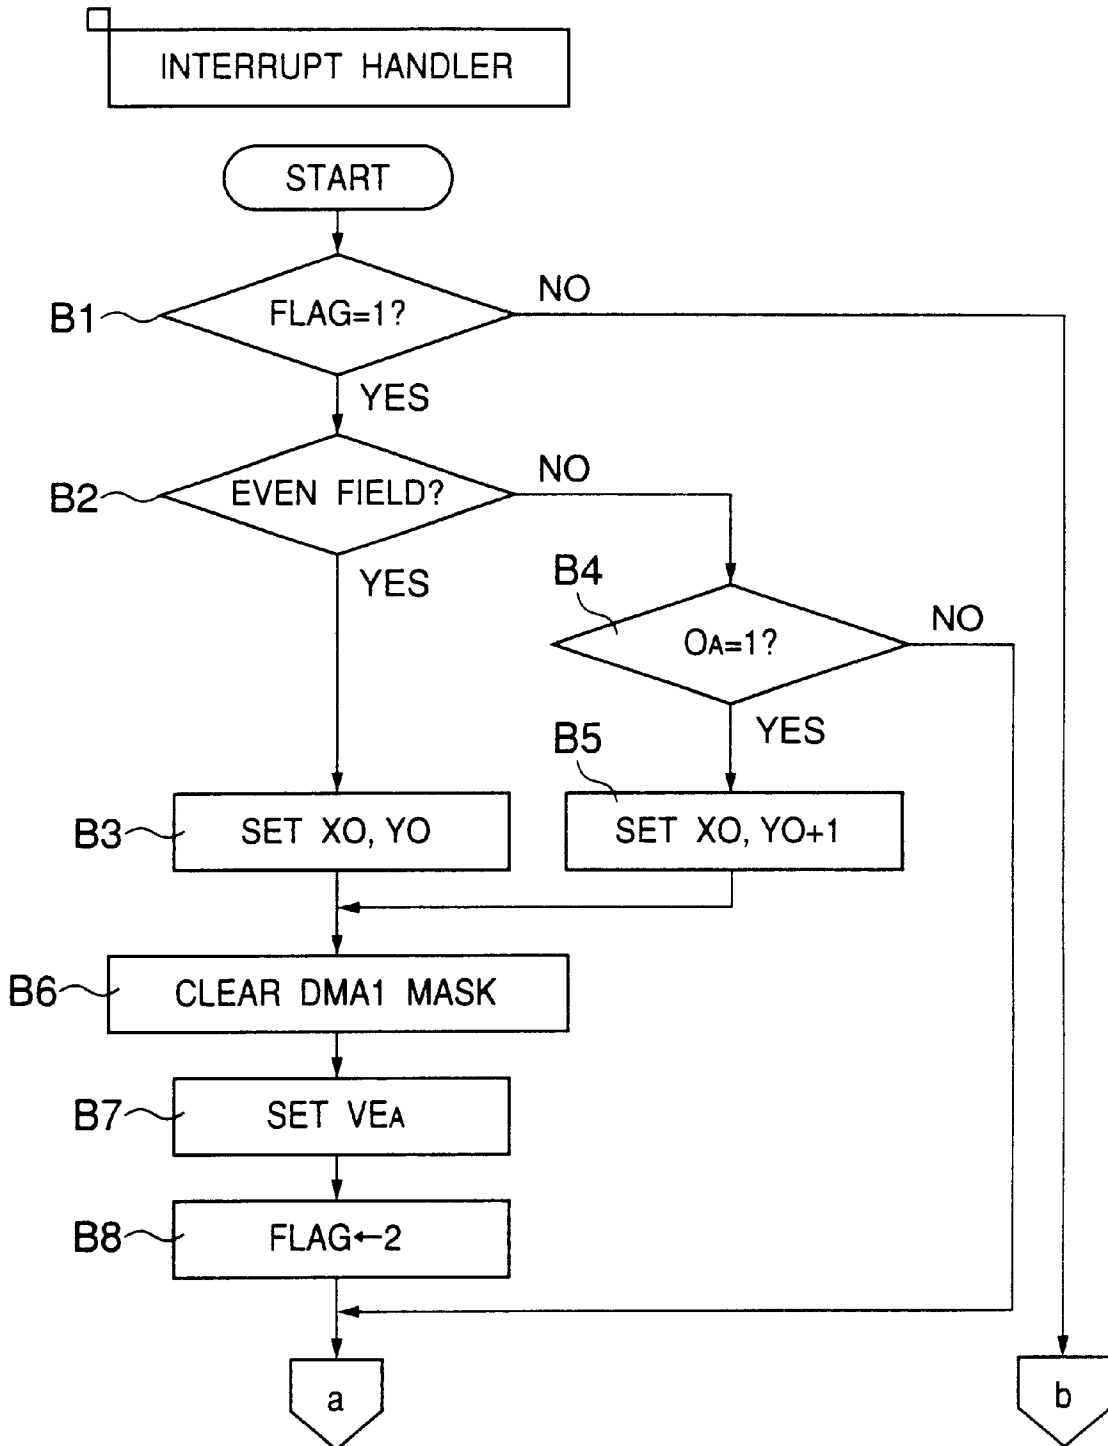 INTERRUPT HANDLER
START
B1
FLAG=1?
NO
YES
B2
EVEN FIELD?
NO
YES
B4
OA=1?
NO
YES
B5
B3
SET XO, YO
SET XO, YO+1
B6
CLEAR DMA1 MASK
B7
SET VEA
B8
FLAG←2
a
b